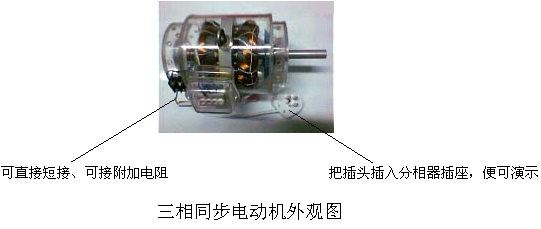 可直接短接、可接附加电阻
把插头插入分相器插座，便可演示
三相同步电动机外观图